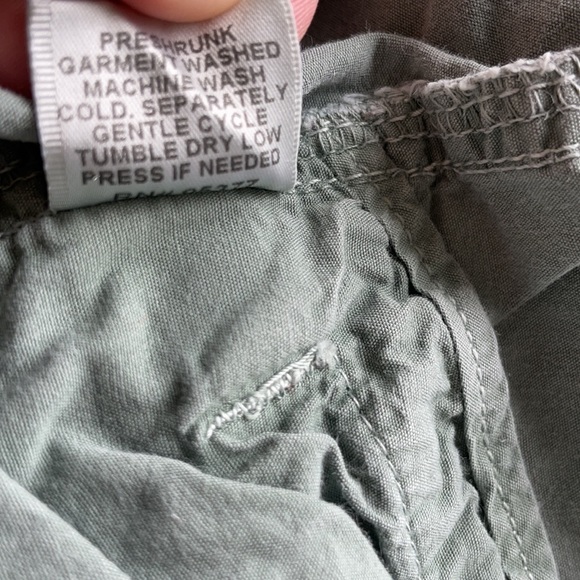 PRESHRUNK
GARMENT WASHED
MACHINE WASH
COLD. SEPARATELY
GENTLE CYCLE
TUMBLE DRY LOW
PRESS IF NEEDED